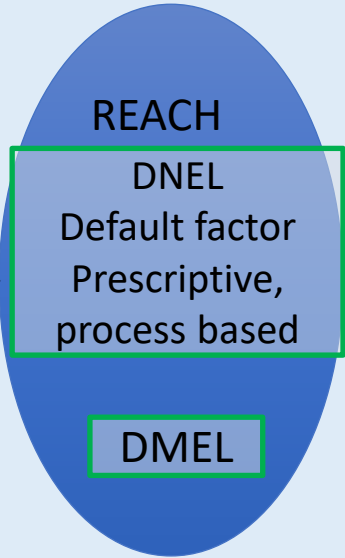 REACH
DNEL
Default factor
Prescriptive,
process based
DMEL